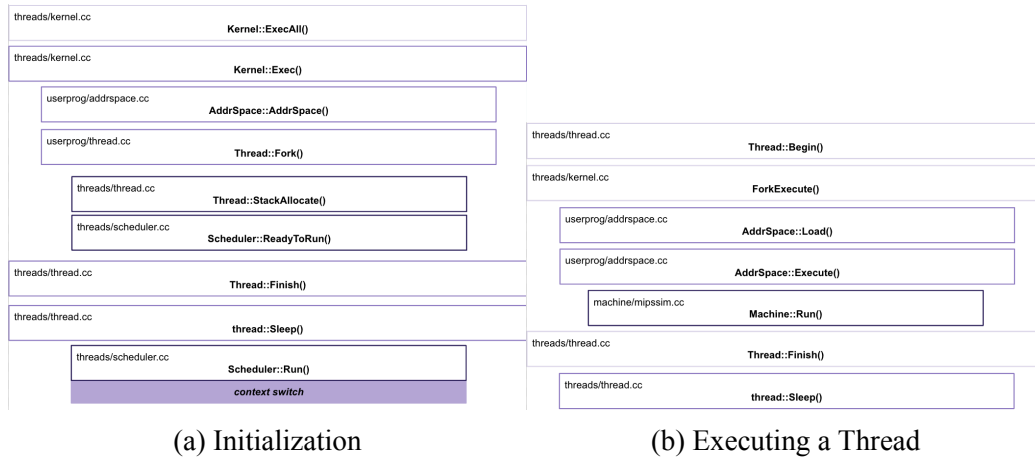 threads/kernel.cc
Kernel::ExecAll()
threads/kernel.cc
Kernel::Exec()
userprog/addrspace.cc
AddrSpace::AddrSpace()
userprog/thread.cc
Thread::Fork()
threads/thread.cc
Thread::StackAllocate()
threads/scheduler.cc
Scheduler::ReadyToRun()
threads/thread.cc
Thread::Finish()
threads/thread.cc
thread::Sleep()
threads/scheduler.cc
Scheduler::Run()
context switch
(a) Initialization
threads/thread.cc
Thread::Begin()
threads/kernel.cc
ForkExecute()
userprog/addrspace.cc
AddrSpace::Load()
userprog/addrspace.cc
AddrSpace::Execute()
machine/mipssim.cc
Machine::Run()
threads/thread.cc
Thread::Finish()
threads/thread.cc
thread::Sleep()
(b) Executing a Thread